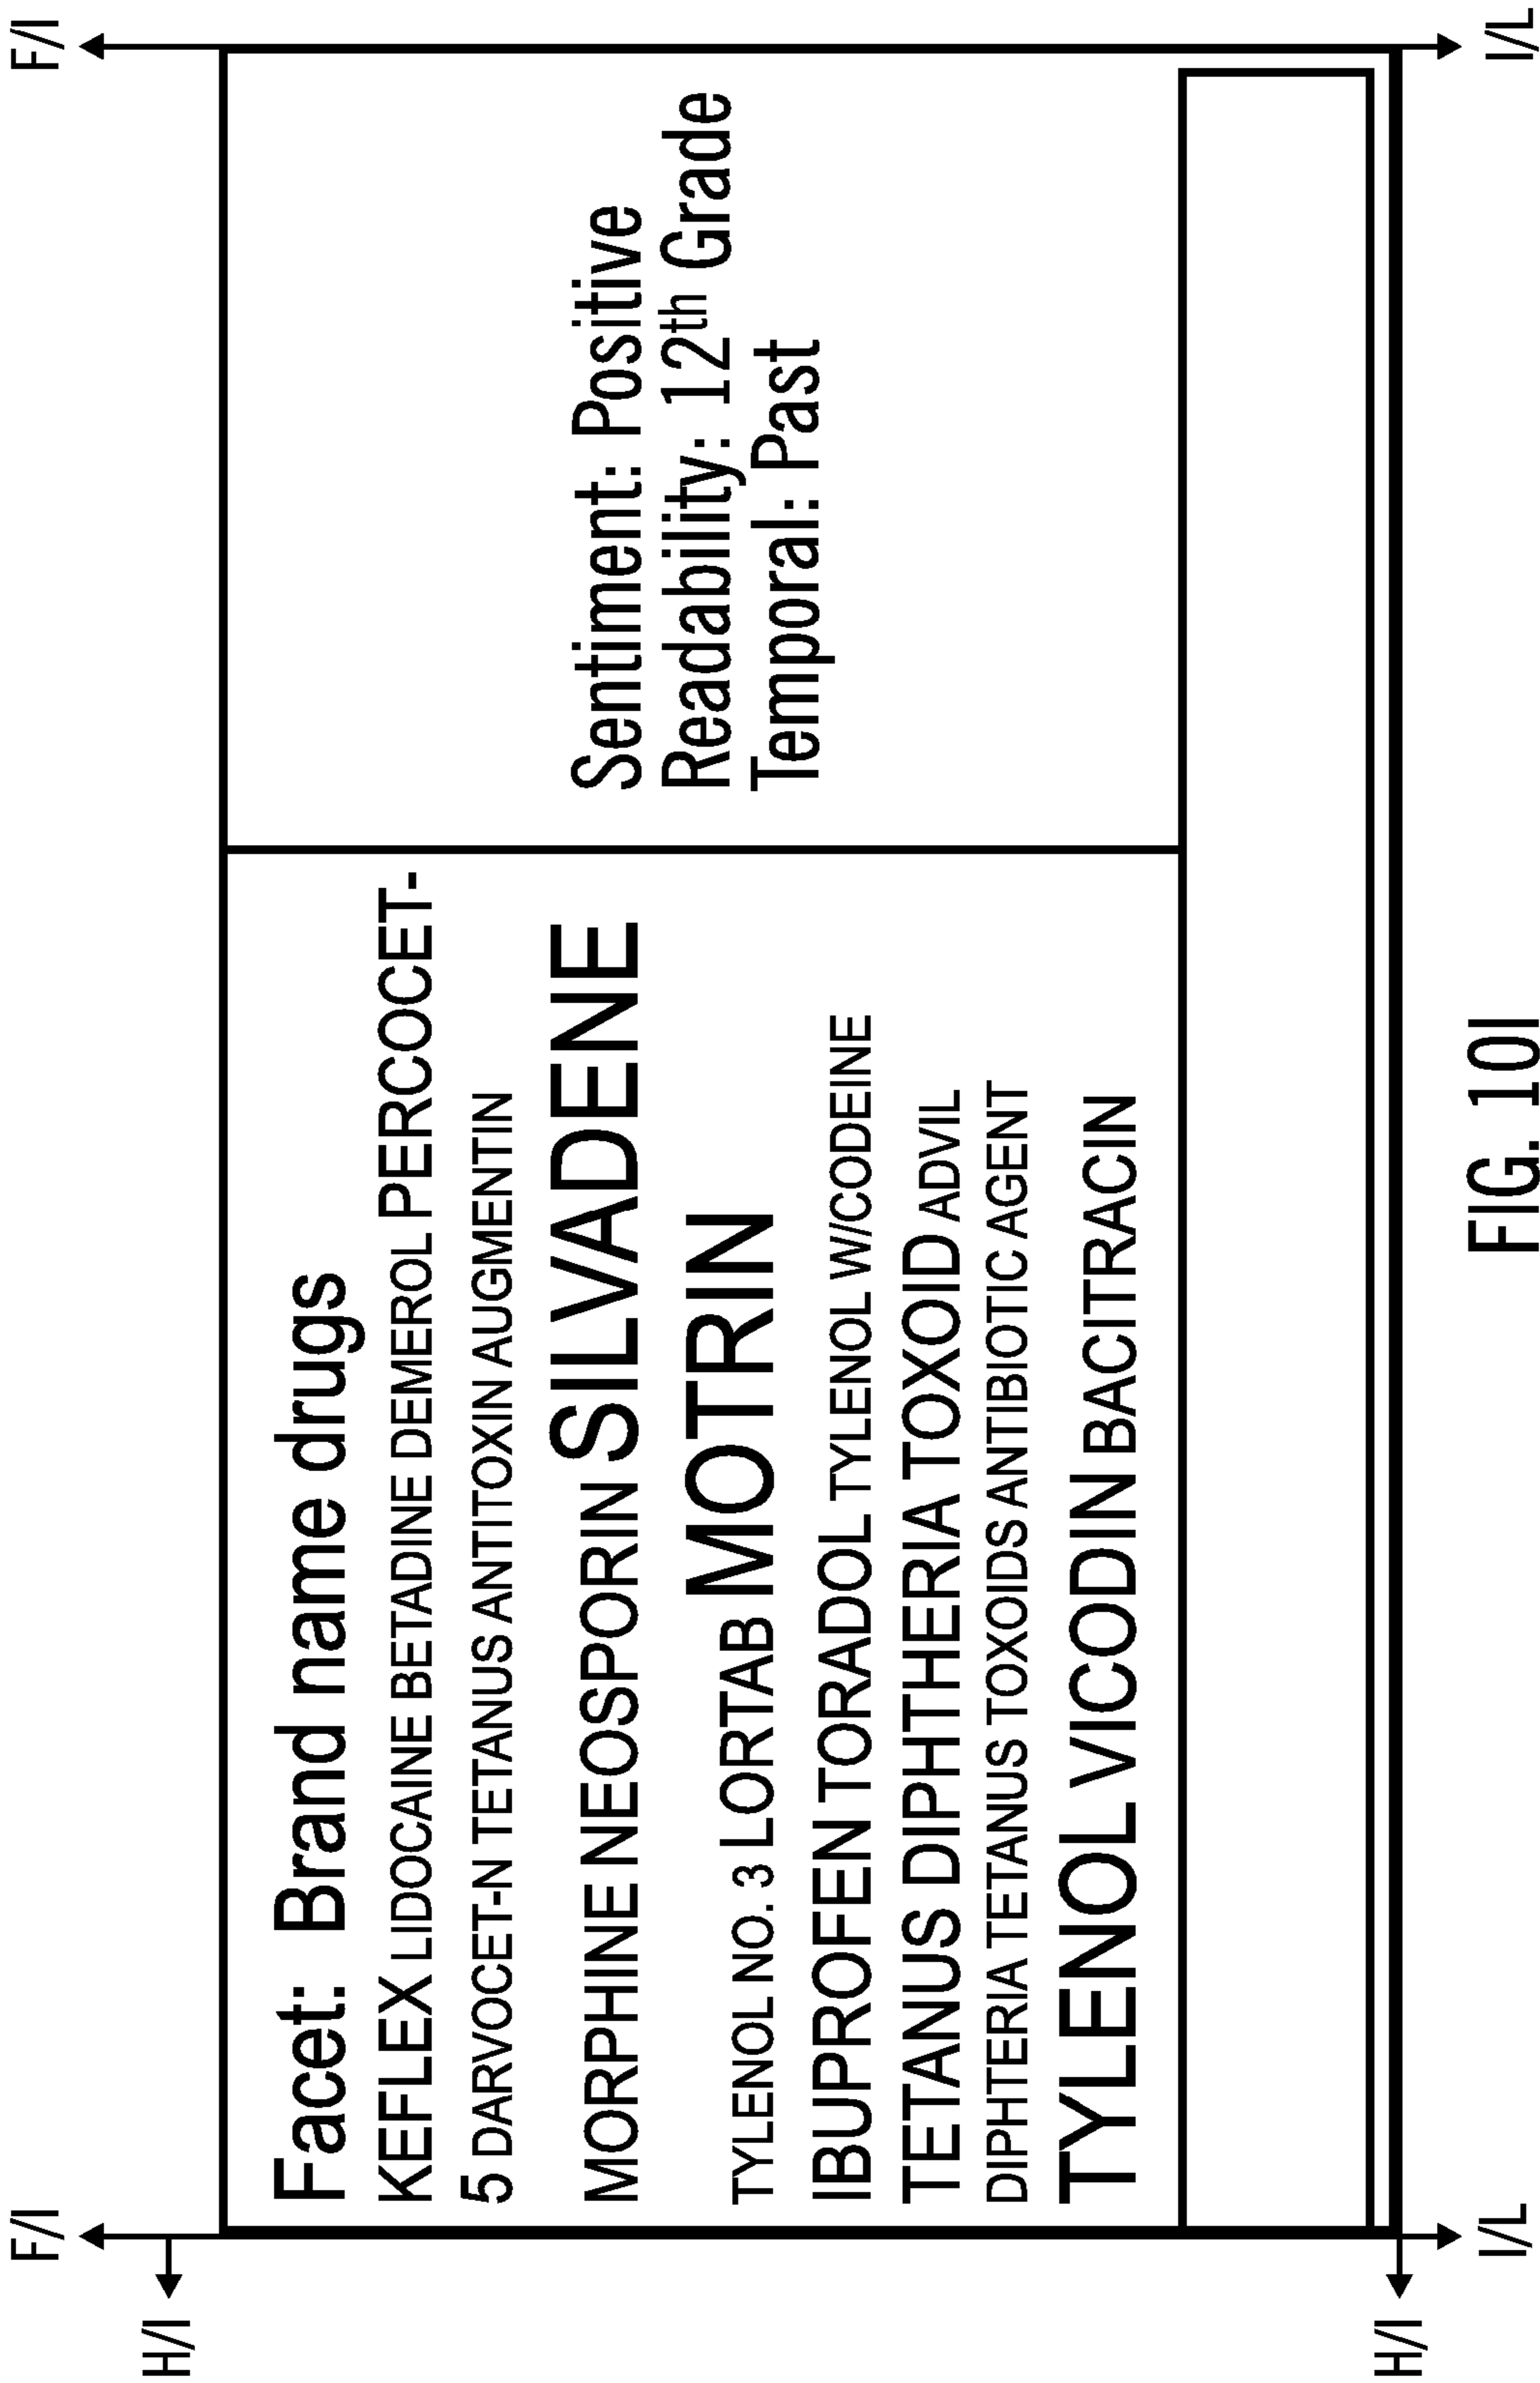 F/I
F/I
H/I
Facet: Brand name drugs
KEFLEX LIDOCAINE BETADINE DEMEROL PERCOCET-
5 DARVOCET-N TETANUS ANTITOXIN AUGMENTIN
MORPHINE NEOSPORIN SILVADENE
TYLENOL NO. 3 LORTAB MOTRIN
IBUPROFEN TORADOL TYLENOL W/CODEINE
TETANUS DIPHTHERIA TOXOID ADVIL
DIPHTERIA TETANUS TOXOIDS ANTIBIOTIC AGENT
TYLENOL VICODIN BACITRACIN
Sentiment: Positive
Readability: 12th Grade
Temporal: Past
H/I
I/L
I/L
FIG. 10I